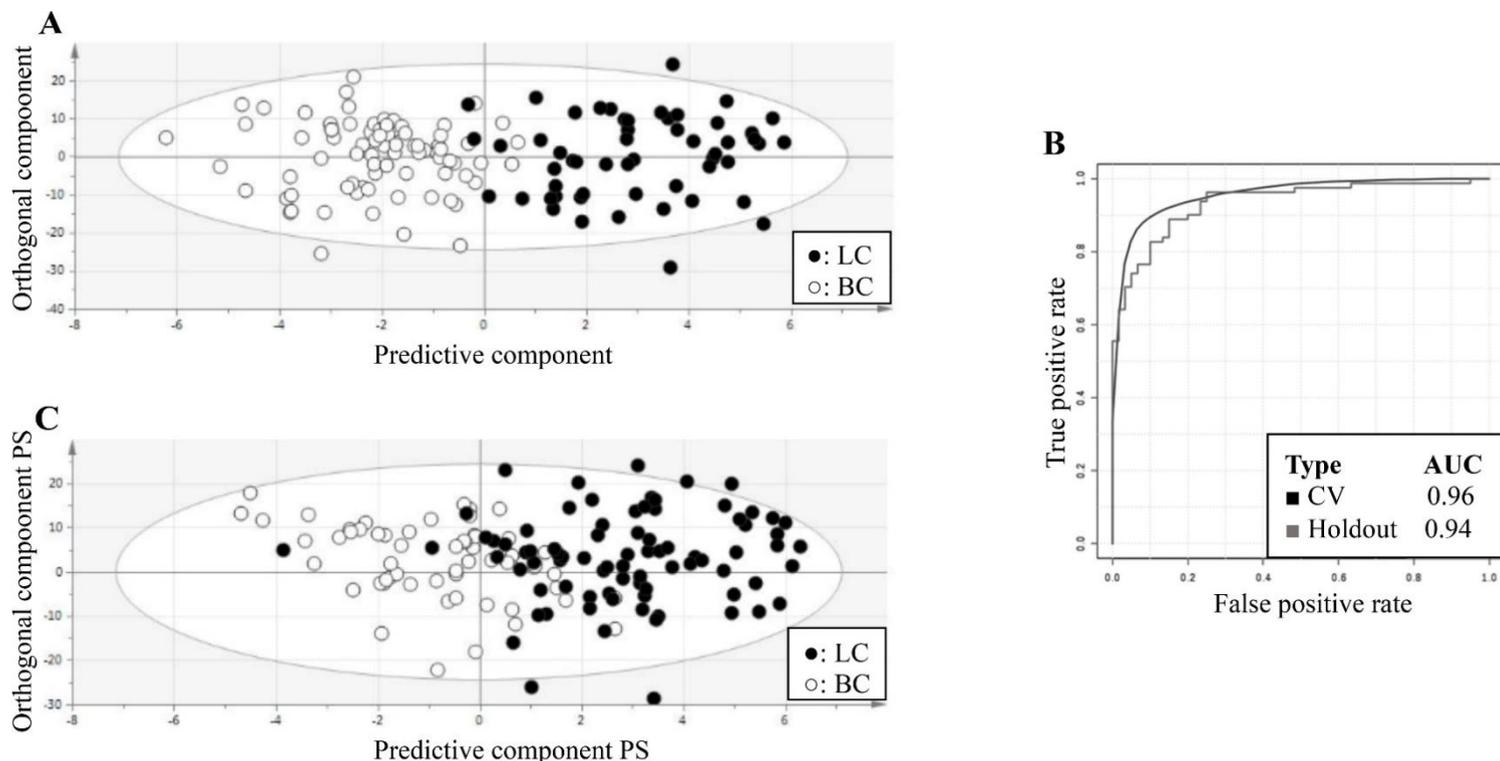 A
Orthogonal component
20
10
0
-10
-20
-30
-40
-8
-6
-4
-2
0
2
4
6
●: LC
○: BC
Predictive component
B
True positive rate
1.0
0.8
0.6
0.4
0.2
0.0
0.0
0.2
0.4
0.6
0.8
1.0
Type AUC
■ CV 0.96
■ Holdout 0.94
False positive rate
C
Orthogonal component PS
20
10
0
-10
-20
-30
-8
-6
-4
-2
0
2
4
6
●: LC
○: BC
Predictive component PS